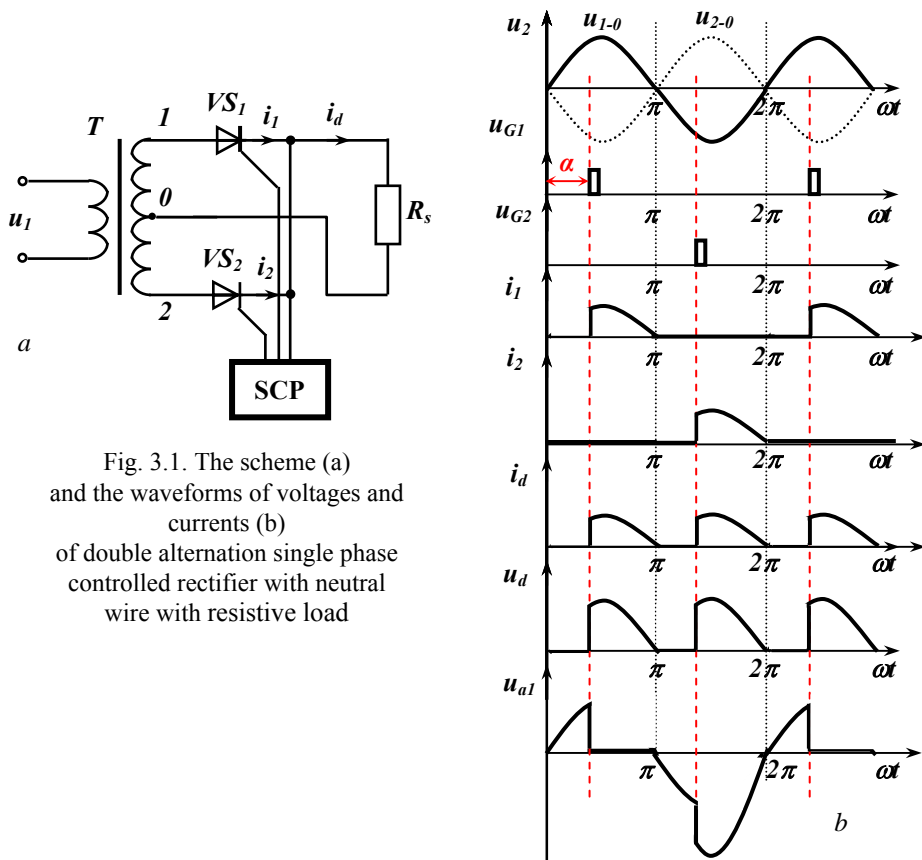 T
1
VS1
i1
id
u1
0
Rs
VS2
i2
2
a
SCP
Fig. 3.1. The scheme (a)
and the waveforms of voltages and
currents (b)
of double alternation single phase
controlled rectifier with neutral
wire with resistive load
u2
u1-0
u2-0
π
2π
ωt
uG1
α
π
2π
ωt
uG2
π
2π
ωt
i1
π
2π
ωt
i2
π
2π
ωt
id
π
2π
ωt
ud
π
2π
ωt
ua1
π
2π
ωt
b